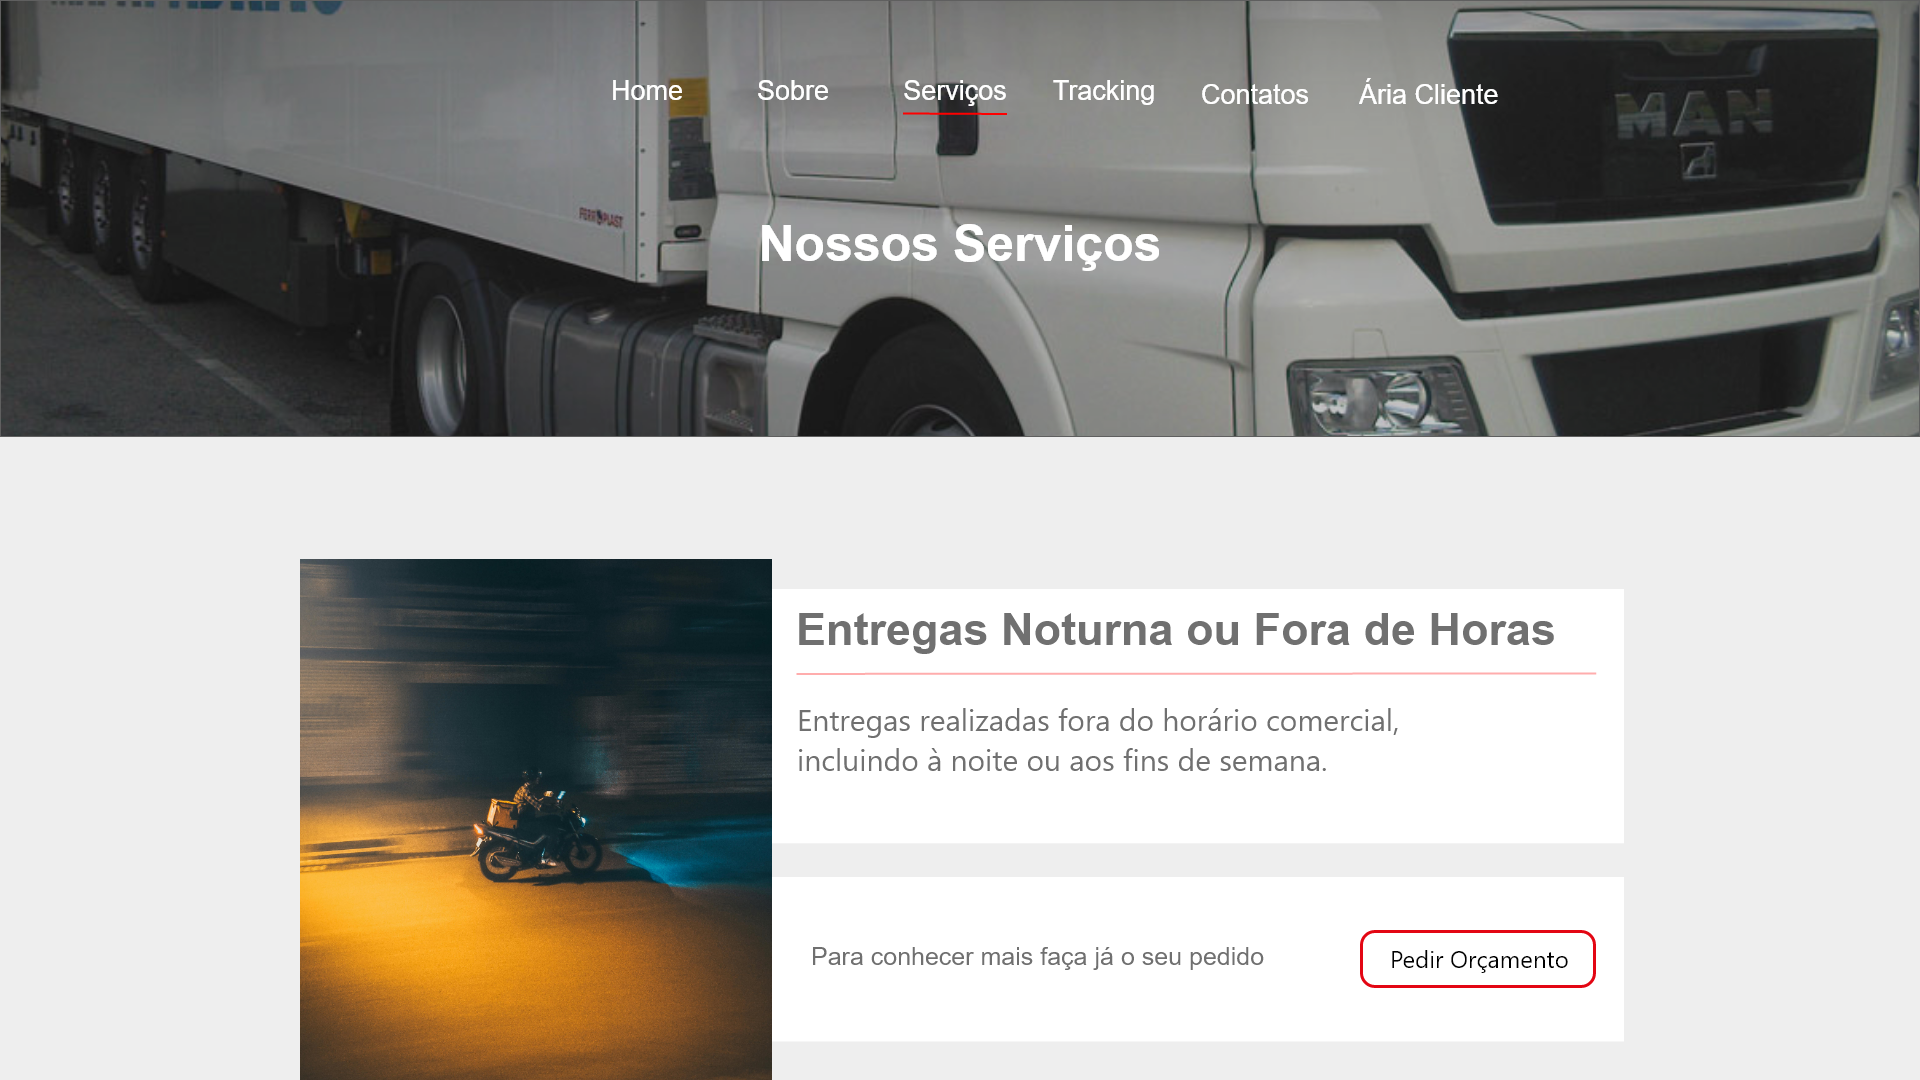 Home Sobre Serviços Tracking Contatos Ária Cliente
MAN
FERROPLAST
Nossos Serviços
Entregas Noturna ou Fora de Horas
Entregas realizadas fora do horário comercial,
incluindo à noite ou aos fins de semana.
Para conhecer mais faça já o seu pedido
Pedir Orçamento